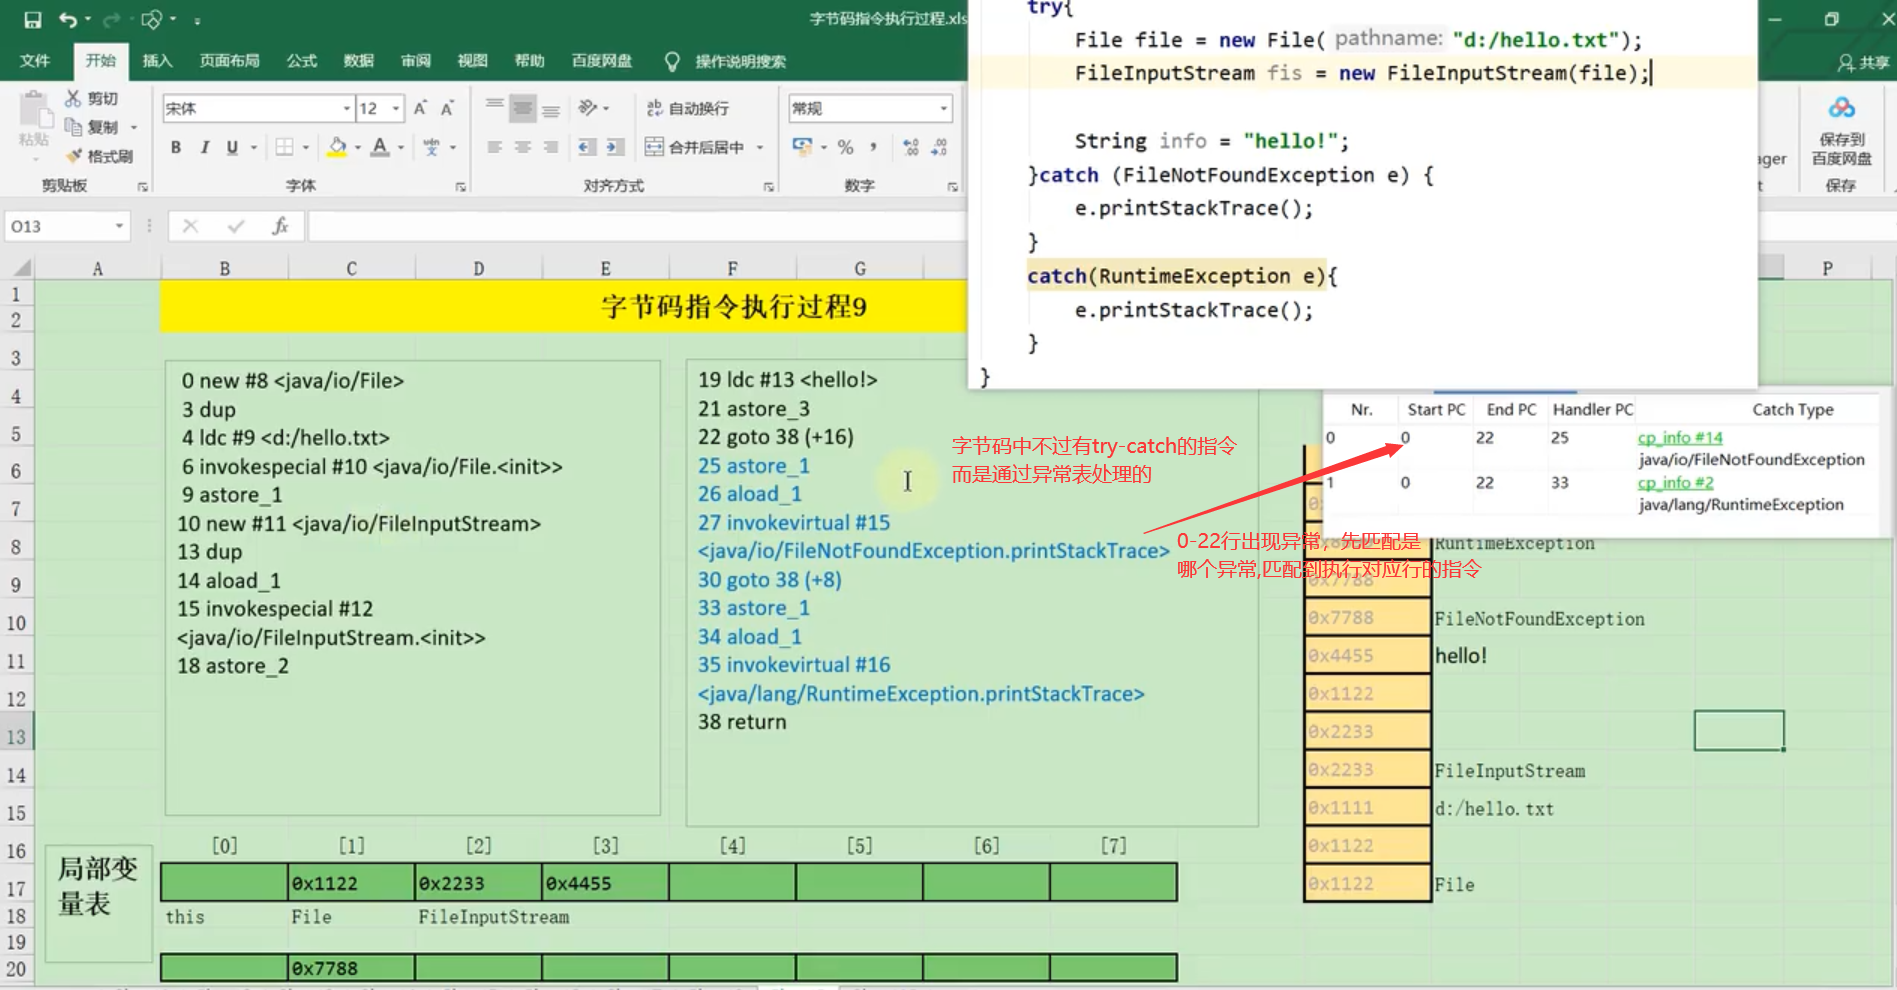 字节码指令执行过程.xls
文件 开始 插入 页面布局 公式 数据 审阅 视图 帮助 百度网盘 操作说明搜索 共享
粘贴
剪切
复制
格式刷
剪贴板
宋体 12
B I U
字体
自动换行
合并后居中
对齐方式
常规
数字
保存到
百度网盘
保存
O13
fx
A B C D E F G P
1
2
3
4
5
6
7
8
9
10
11
12
13
14
15
16
17
18
19
20
try{
File file = new File( pathname: "d:/hello.txt");
FileInputStream fis = new FileInputStream(file);
String info = "hello!";
}catch (FileNotFoundException e) {
e.printStackTrace();
}
catch(RuntimeException e){
e.printStackTrace();
}
}
字节码指令执行过程9
0 new #8 <java/io/File>
3 dup
4 ldc #9 <d:/hello.txt>
6 invokespecial #10 <java/io/File.<init>>
9 astore_1
10 new #11 <java/io/FileInputStream>
13 dup
14 aload_1
15 invokespecial #12
<java/io/FileInputStream.<init>>
18 astore_2
19 ldc #13 <hello!>
21 astore_3
22 goto 38 (+16)
25 astore_1
26 aload_1
27 invokevirtual #15
<java/io/FileNotFoundException.printStackTrace>
30 goto 38 (+8)
33 astore_1
34 aload_1
35 invokevirtual #16
<java/lang/RuntimeException.printStackTrace>
38 return
字节码中不过有try-catch的指令
而是通过异常表处理的
Nr. Start PC End PC Handler PC Catch Type
0 0 22 25 cp_info #14
java/io/FileNotFoundException
1 0 22 33 cp_info #2
java/lang/RuntimeException
0-22行出现异常，先匹配是
哪个异常,匹配到执行对应行的指令
RuntimeException
0x7788
0x7788 FileNotFoundException
0x4455 hello!
0x1122
0x2233
0x2233 FileInputStream
0x1111 d:/hello.txt
0x1122
0x1122 File
[0] [1] [2] [3] [4] [5] [6] [7]
局部变
量表
0x1122 0x2233 0x4455
this File FileInputStream
0x7788